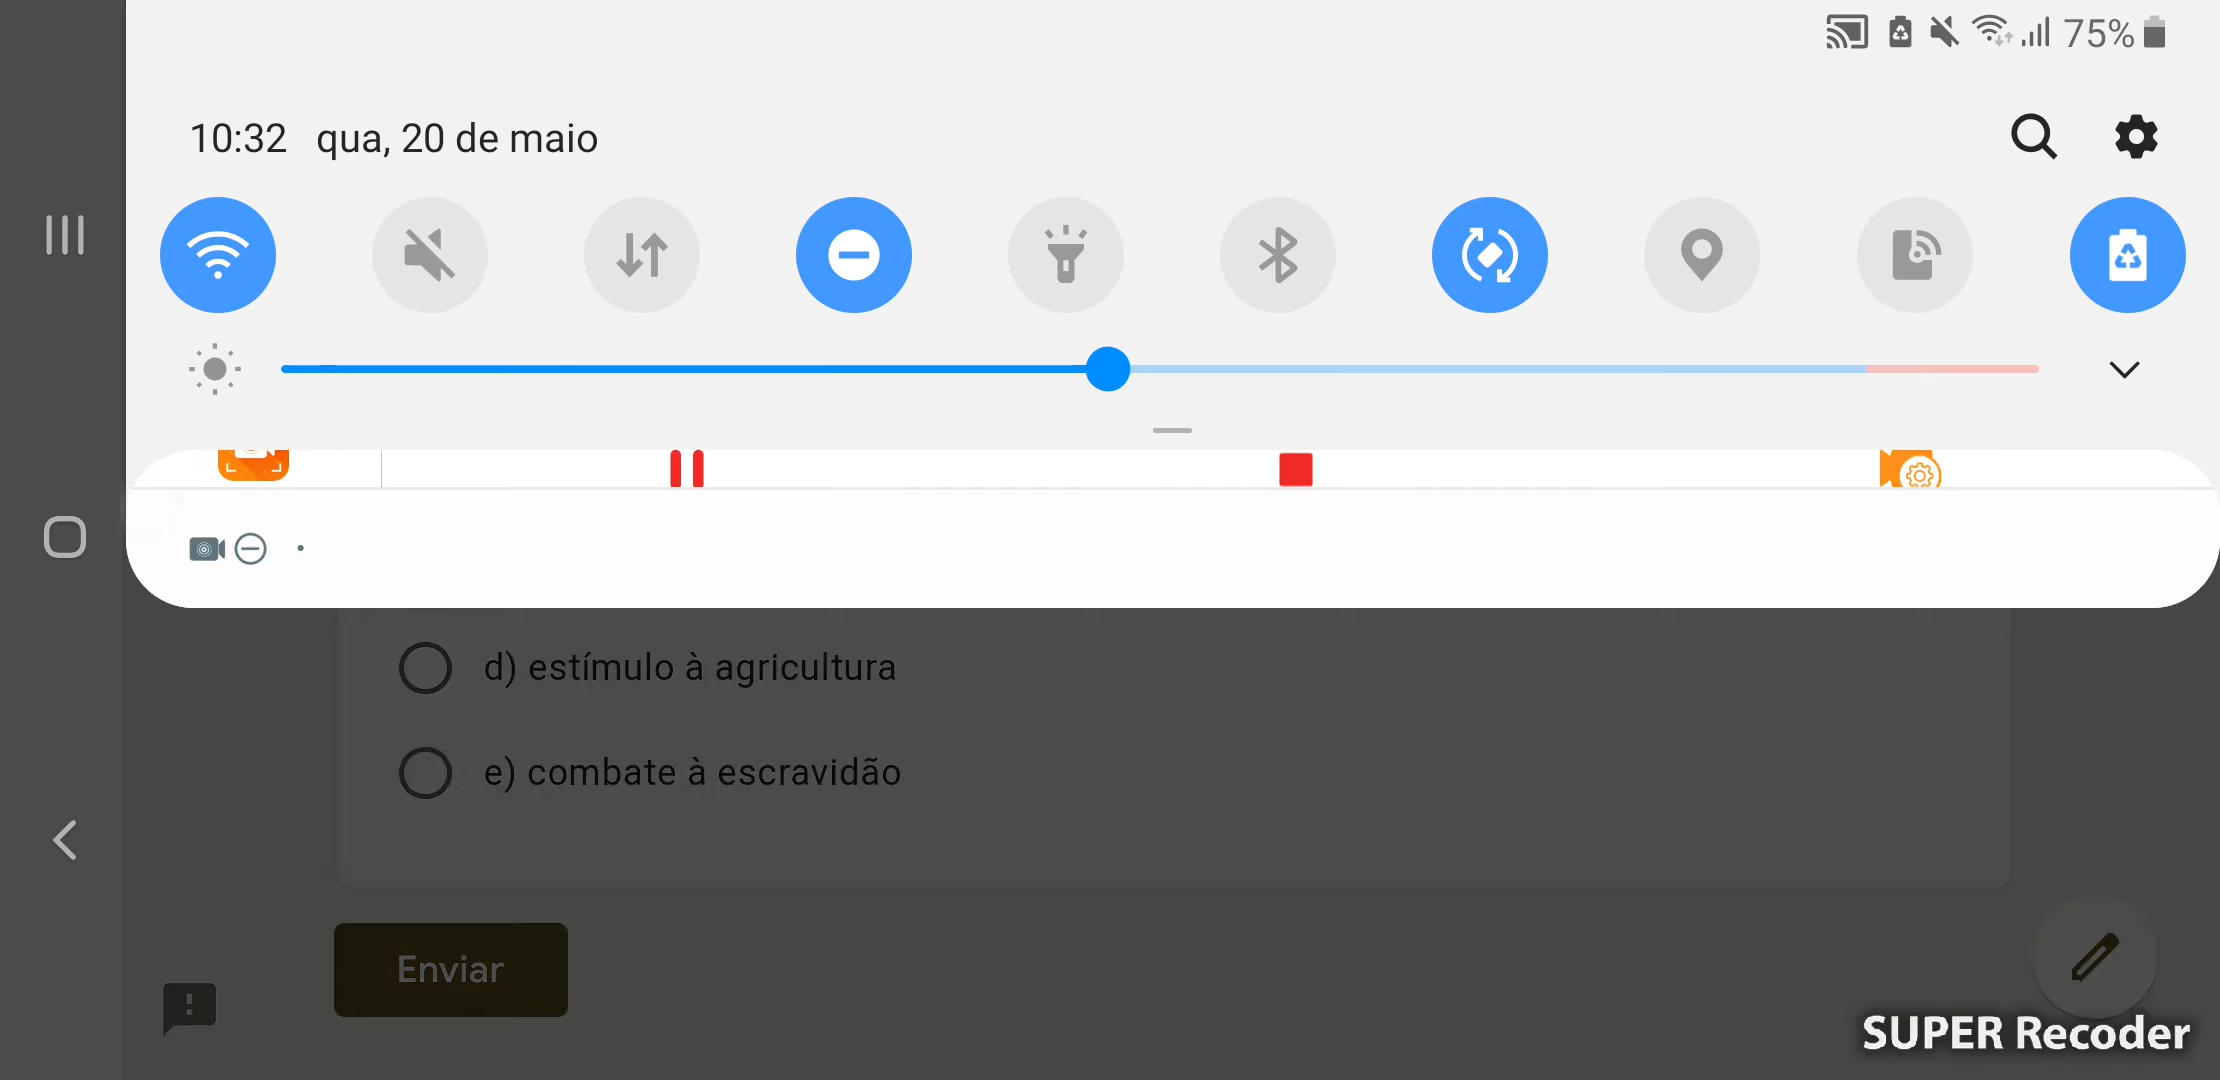 75%
10:32 qua, 20 de maio
d) estímulo à agricultura
e) combate à escravidão
Enviar
SUPER Recoder